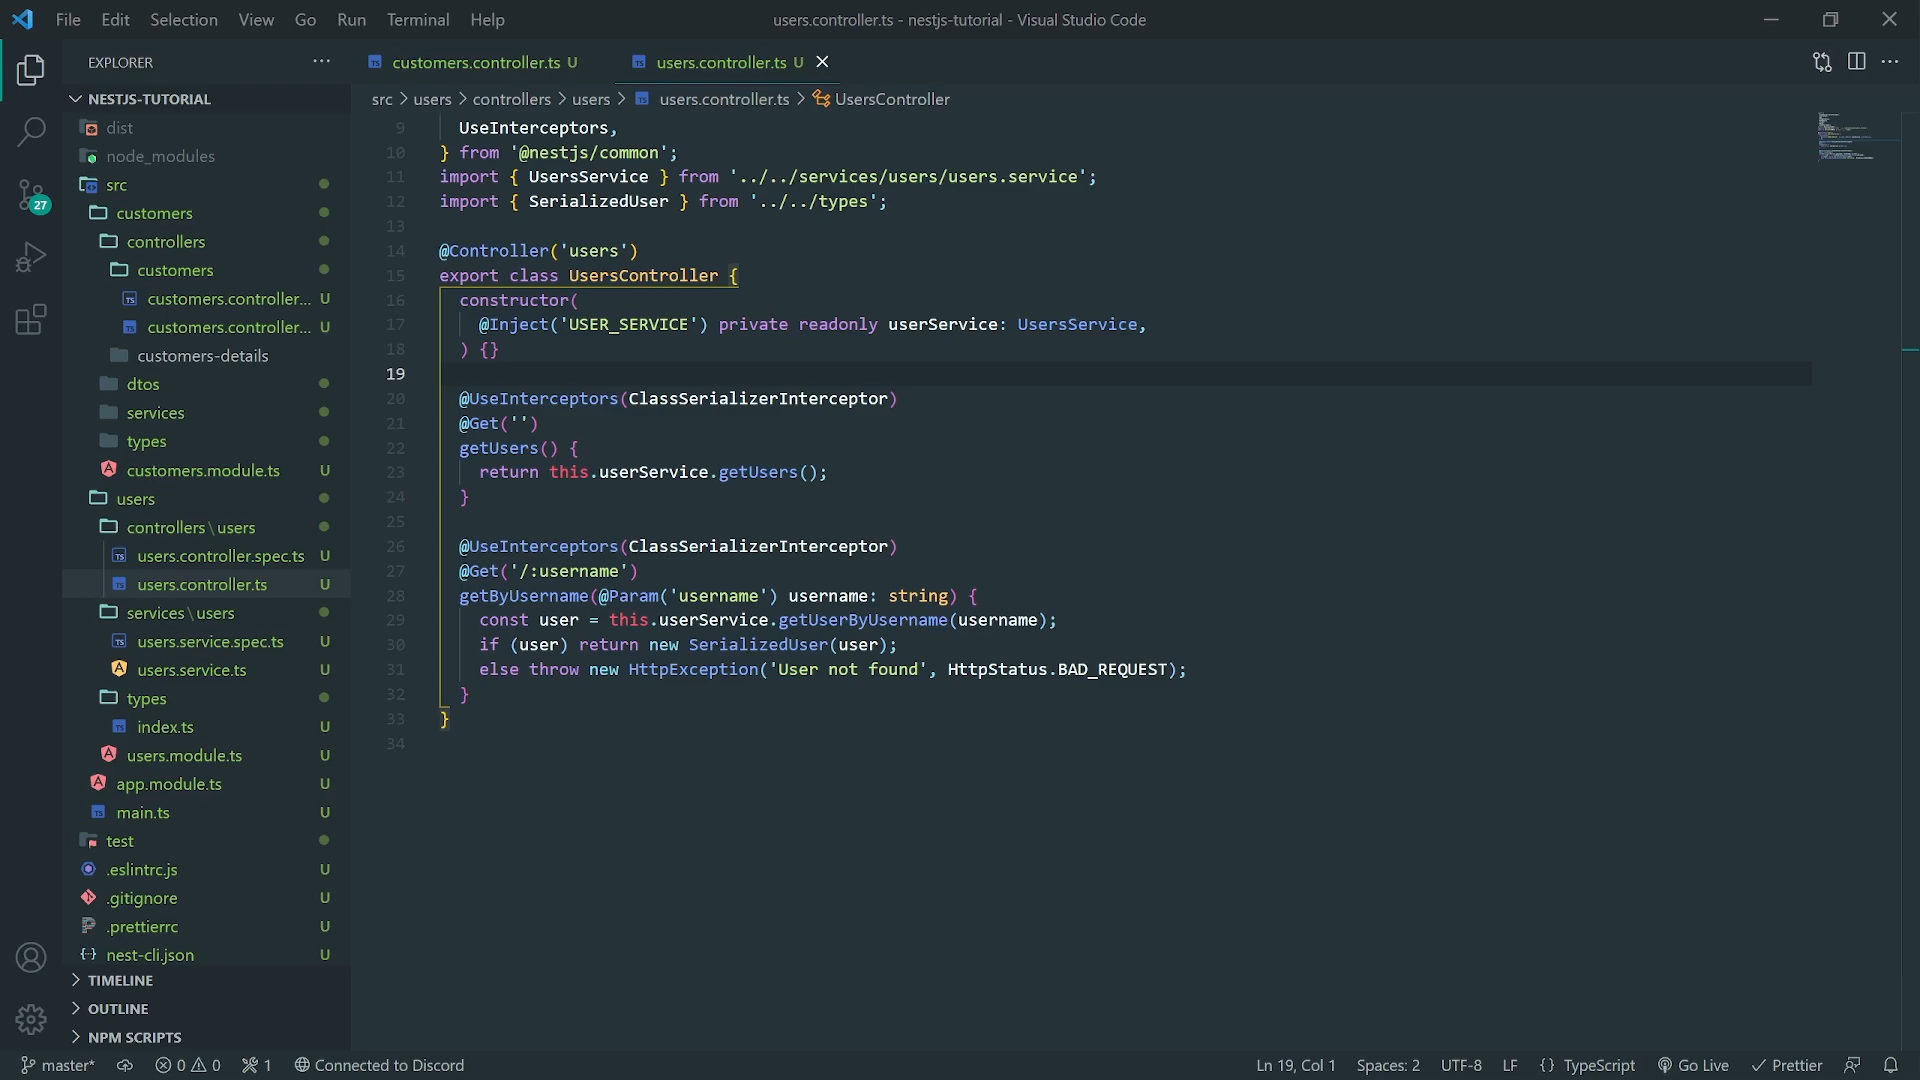 File Edit Selection View Go Run Terminal Help
users.controller.ts - nestjs-tutorial - Visual Studio Code
EXPLORER
NESTJS-TUTORIAL
dist
node_modules
src
customers
controllers
customers
customers.controller... U
customers.controller... U
customers-details
dtos
services
types
customers.module.ts U
users
controllers\users
users.controller.spec.ts U
users.controller.ts U
services\users
users.service.spec.ts U
users.service.ts U
types
index.ts U
users.module.ts U
app.module.ts U
main.ts U
test
.eslintrc.js U
.gitignore U
.prettierrc U
nest-cli.json U
TIMELINE
OUTLINE
NPM SCRIPTS
27
customers.controller.ts U
users.controller.ts U
src > users > controllers > users > users.controller.ts > UsersController
9 UseInterceptors,
10 } from '@nestjs/common';
11 import { UsersService } from '../../services/users/users.service';
12 import { SerializedUser } from '../../types';
13
14 @Controller('users')
15 export class UsersController {
16 constructor(
17 @Inject('USER_SERVICE') private readonly userService: UsersService,
18 ) {}
19
20 @UseInterceptors(ClassSerializerInterceptor)
21 @Get('')
22 getUsers() {
23 return this.userService.getUsers();
24 }
25
26 @UseInterceptors(ClassSerializerInterceptor)
27 @Get('/:username')
28 getByUsername(@Param('username') username: string) {
29 const user = this.userService.getUserByUsername(username);
30 if (user) return new SerializedUser(user);
31 else throw new HttpException('User not found', HttpStatus.BAD_REQUEST);
32 }
33 }
34
master* 0 0 1 Connected to Discord
Ln 19, Col 1 Spaces: 2 UTF-8 LF {} TypeScript Go Live Prettier